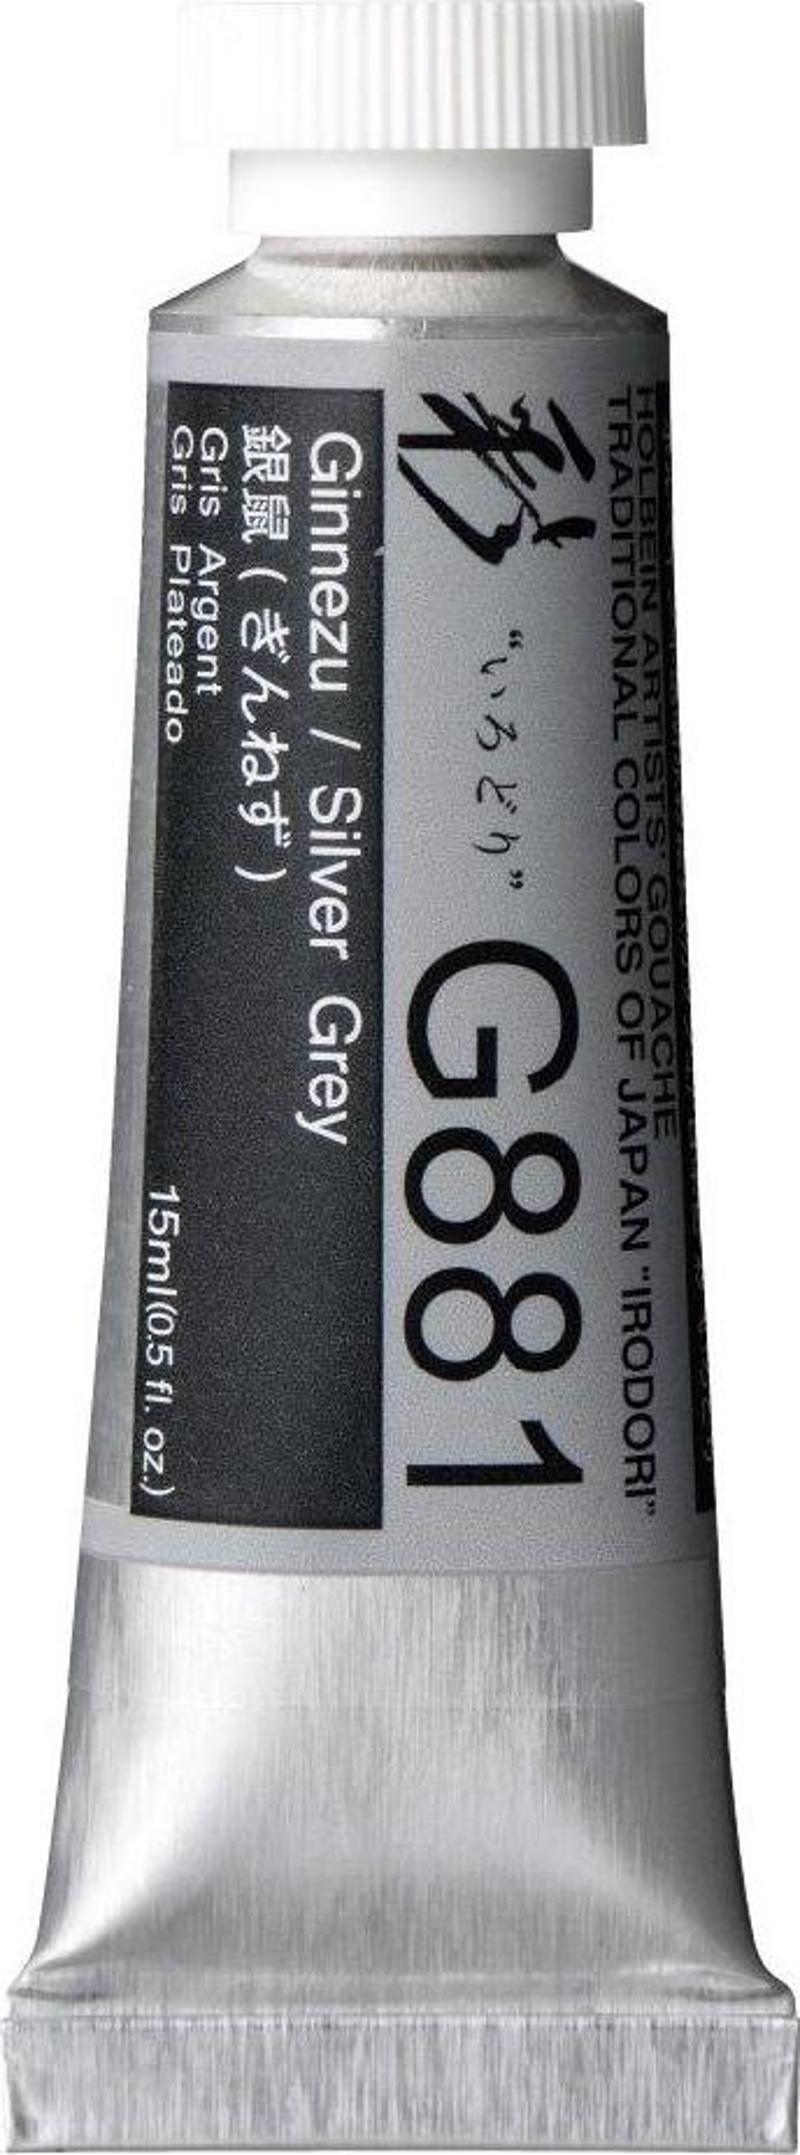 HOLBEIN ARTISTS' GOUACHE
TRADITIONAL COLORS OF JAPAN "IRODORI"
彩 “いろどり” G881
Ginnezu / Silver Grey
銀鼠 ( ぎんねず )
Gris Argent
Gris Plateado
15ml(0.5 fl. oz.)